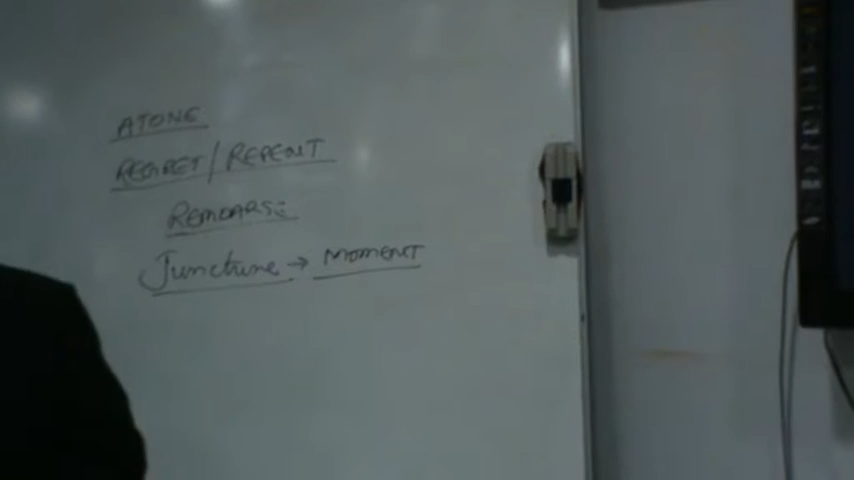 ATONE
REGRET/REPENT
REMOARSE
Juncture → MOMENT